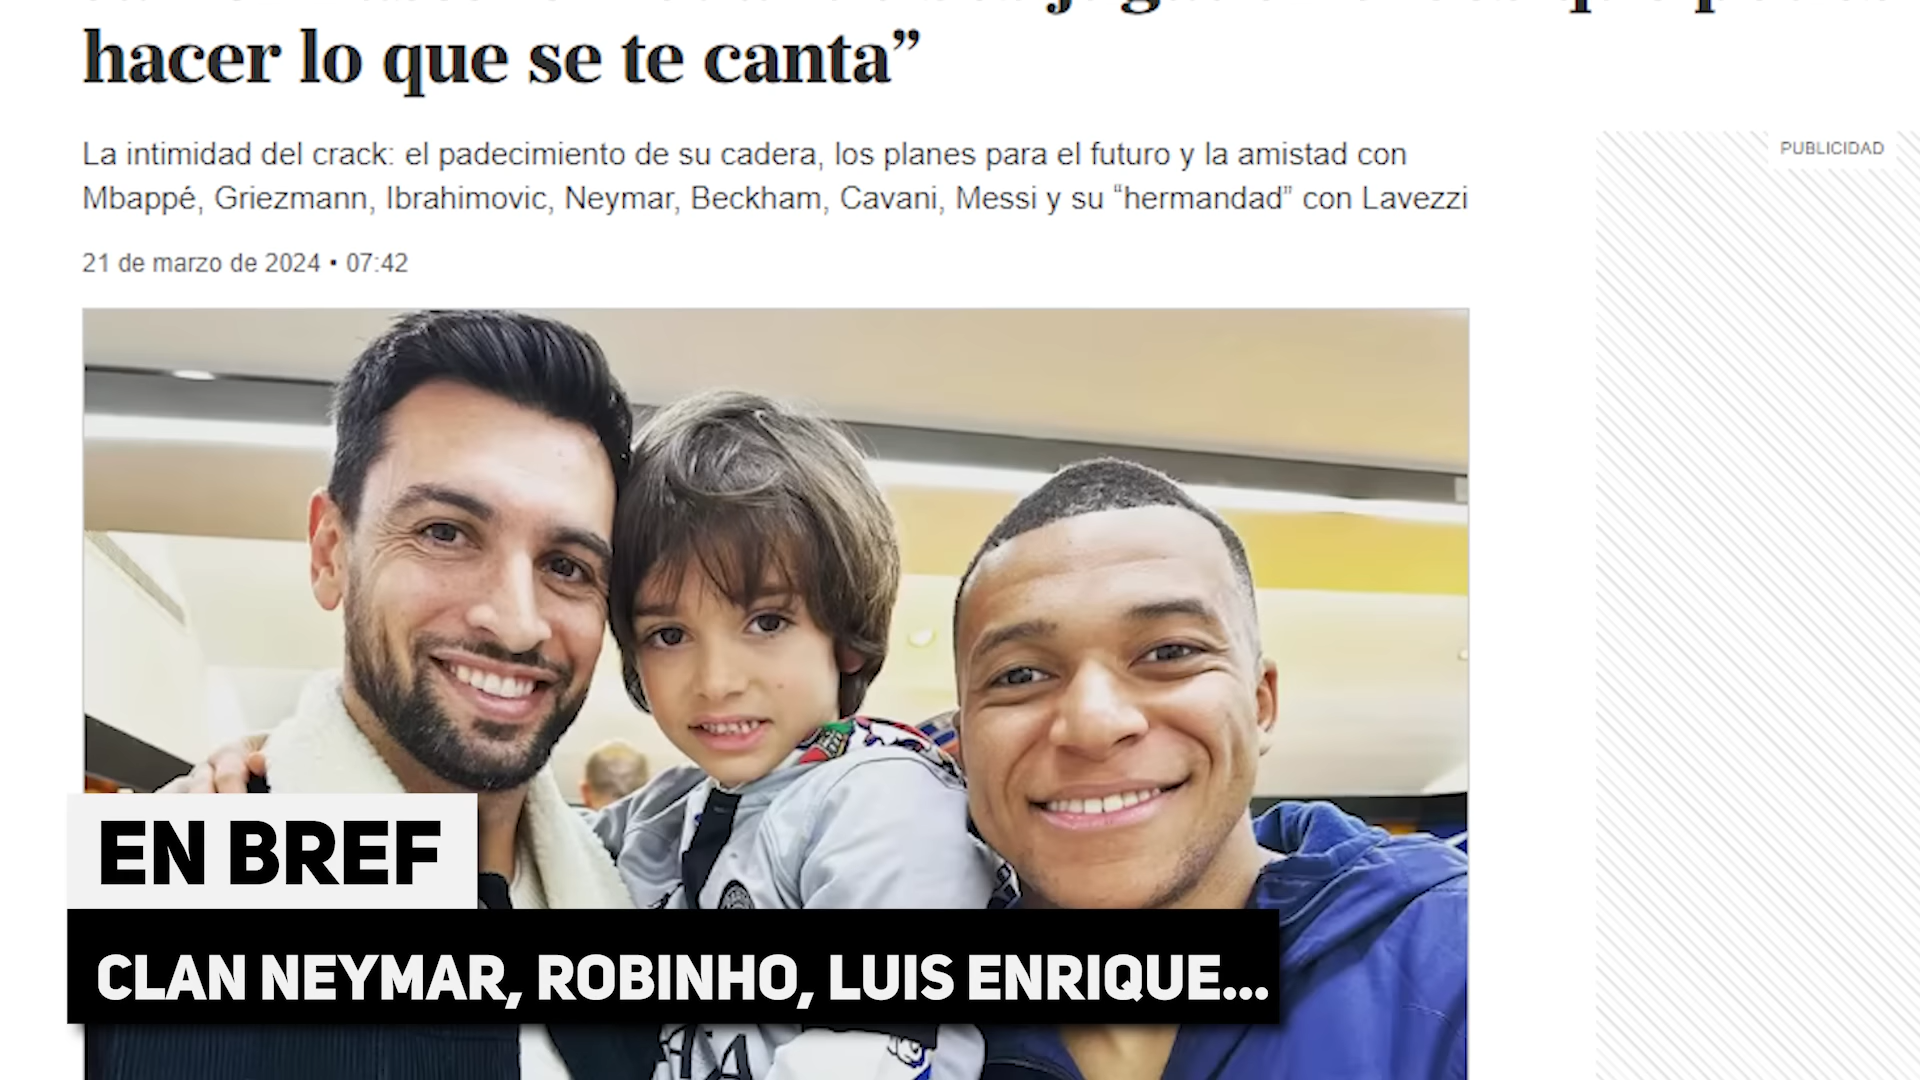 hacer lo que se te canta”
La intimidad del crack: el padecimiento de su cadera, los planes para el futuro y la amistad con
Mbappé, Griezmann, Ibrahimovic, Neymar, Beckham, Cavani, Messi y su “hermandad” con Lavezzi
21 de marzo de 2024 • 07:42
PUBLICIDAD
EN BREF
CLAN NEYMAR, ROBINHO, LUIS ENRIQUE...